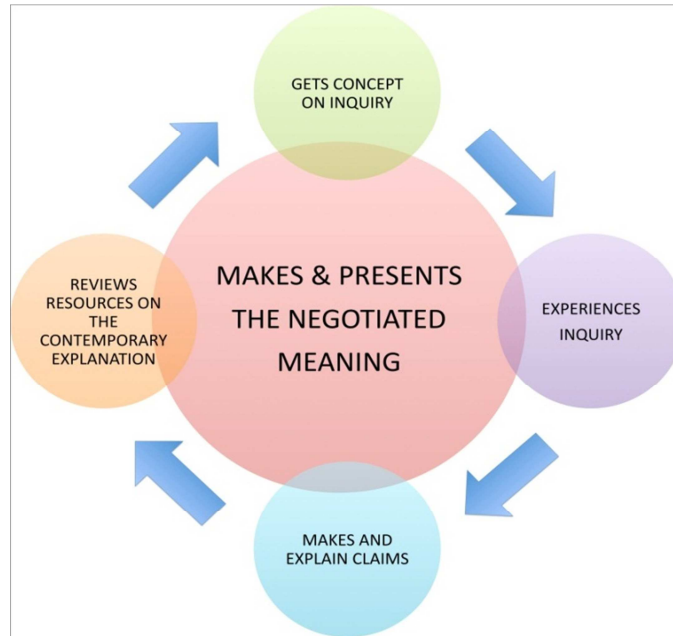 GETS CONCEPT
ON INQUIRY
MAKES & PRESENTS
THE NEGOTIATED
MEANING
EXPERIENCES
INQUIRY
MAKES AND
EXPLAIN CLAIMS
REVIEWS
RESOURCES ON
THE
CONTEMPORARY
EXPLANATION